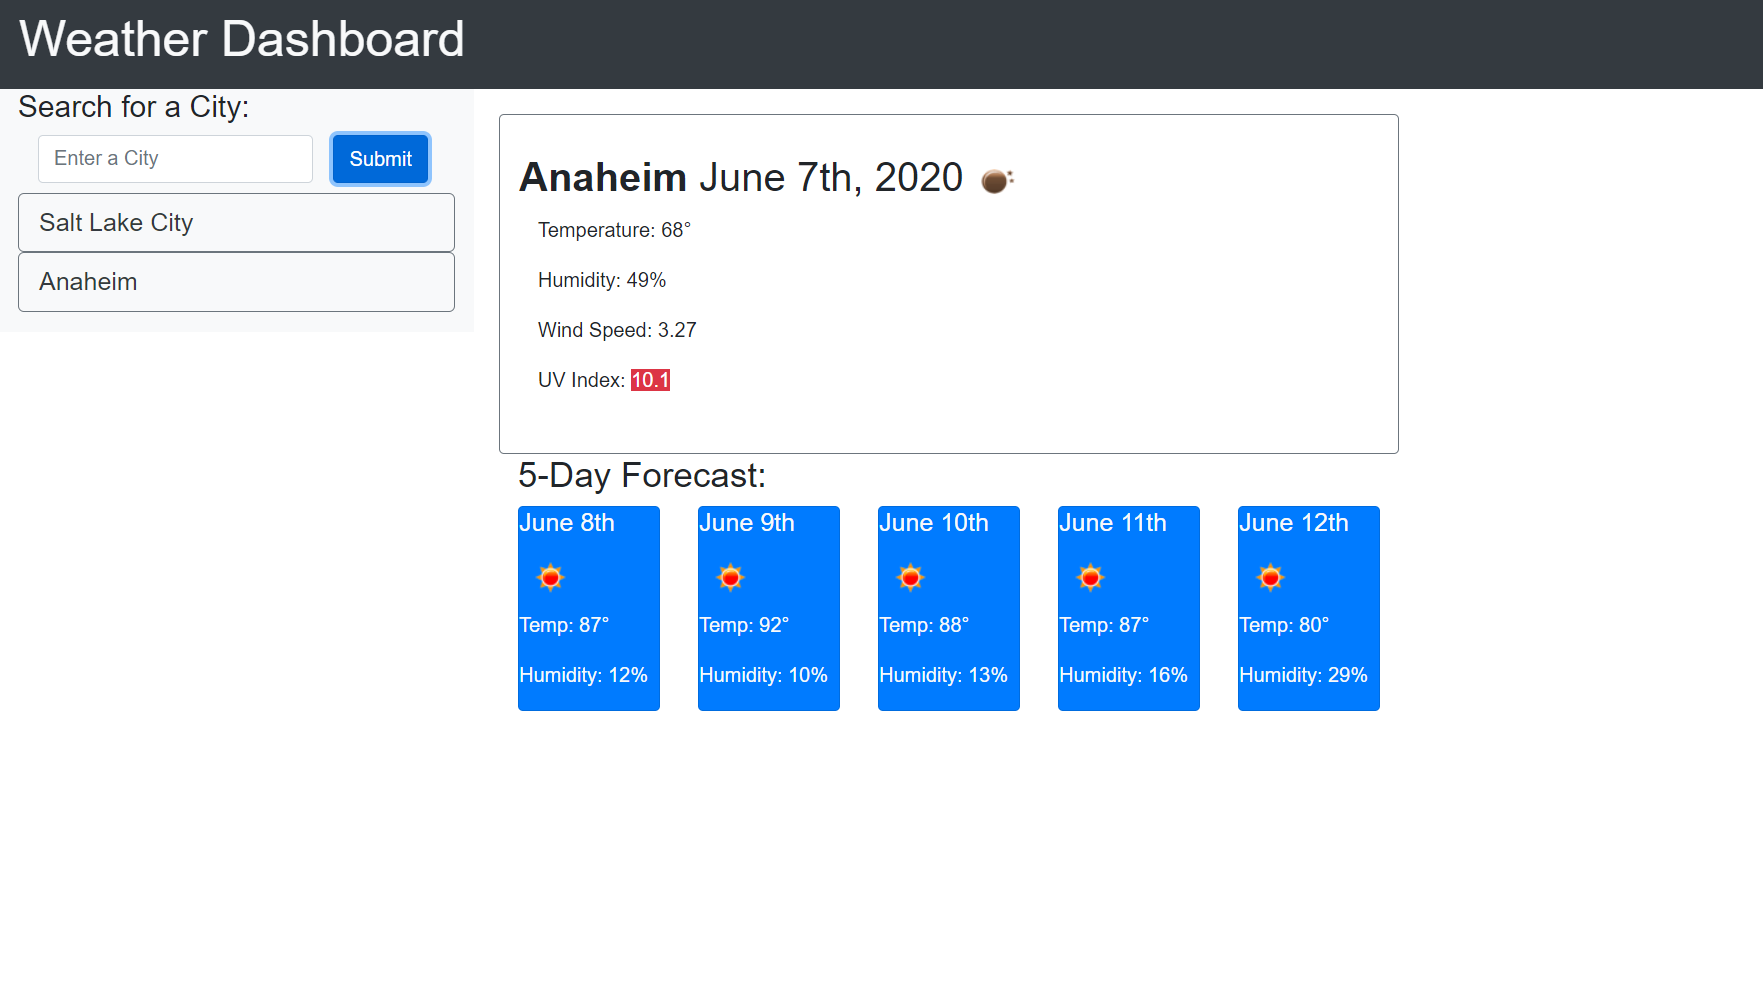 Weather Dashboard
Search for a City:
Enter a City
Submit
Salt Lake City
Anaheim
Anaheim June 7th, 2020
Temperature: 68°
Humidity: 49%
Wind Speed: 3.27
UV Index: 10.1
5-Day Forecast:
June 8th
Temp: 87°
Humidity: 12%
June 9th
Temp: 92°
Humidity: 10%
June 10th
Temp: 88°
Humidity: 13%
June 11th
Temp: 87°
Humidity: 16%
June 12th
Temp: 80°
Humidity: 29%